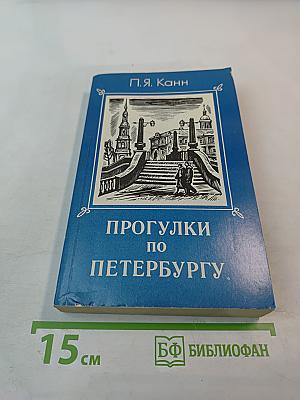 П.Я. Канн
ПРОГУЛКИ
ПО
ПЕТЕРБУРГУ
15 см
БФ БИБЛИОФАН